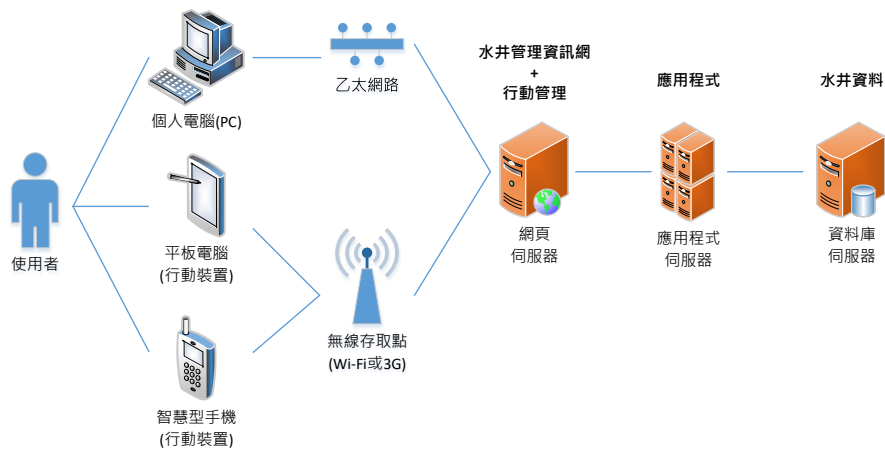 使用者
個人電腦(PC)
平板電腦
(行動裝置)
智慧型手機
(行動裝置)
乙太網路
無線存取點
(Wi-Fi或3G)
水井管理資訊網
+
行動管理
網頁
伺服器
應用程式
應用程式
伺服器
水井資料
資料庫
伺服器